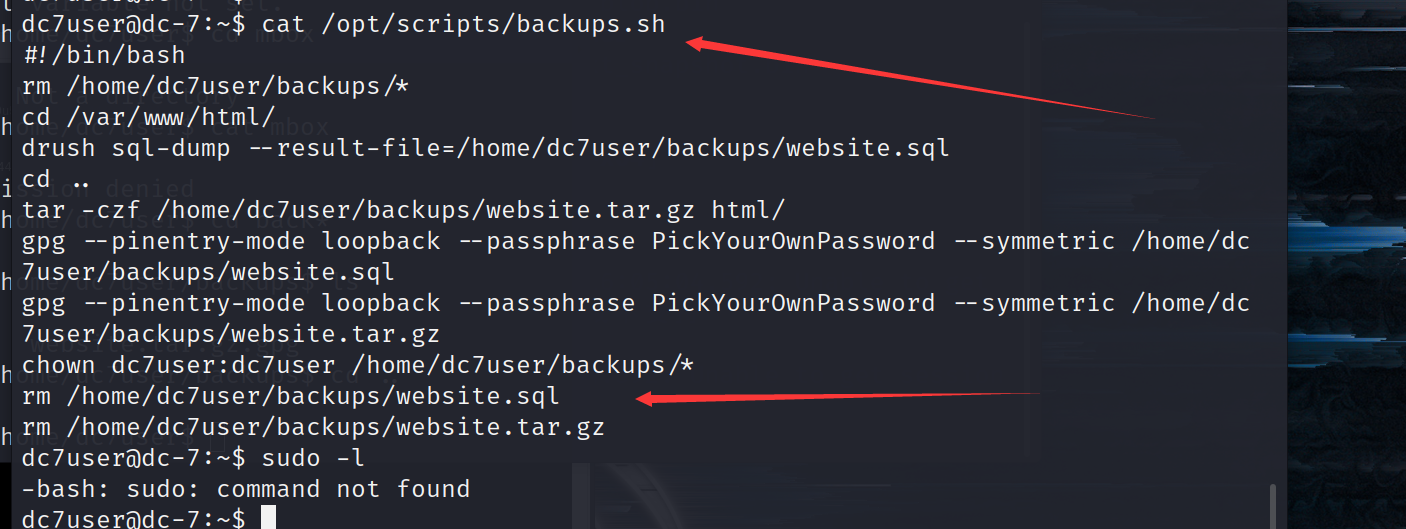 dc7user@dc-7:~$ cat /opt/scripts/backups.sh
#!/bin/bash
rm /home/dc7user/backups/*
cd /var/www/html/
drush sql-dump --result-file=/home/dc7user/backups/website.sql
cd ..
tar -czf /home/dc7user/backups/website.tar.gz html/
gpg --pinentry-mode loopback --passphrase PickYourOwnPassword --symmetric /home/dc
7user/backups/website.sql
gpg --pinentry-mode loopback --passphrase PickYourOwnPassword --symmetric /home/dc
7user/backups/website.tar.gz
chown dc7user:dc7user /home/dc7user/backups/*
rm /home/dc7user/backups/website.sql
rm /home/dc7user/backups/website.tar.gz
dc7user@dc-7:~$ sudo -l
-bash: sudo: command not found
dc7user@dc-7:~$